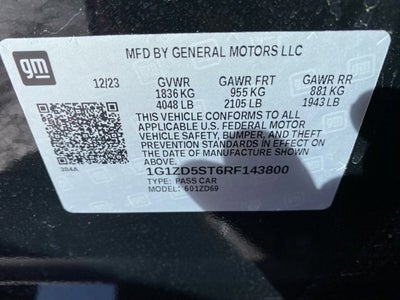 gm
MFD BY GENERAL MOTORS LLC
12/23 GVWR GAWR FRT GAWR RR
1836 KG 955 KG 881 KG
4048 LB 2105 LB 1943 LB
THIS VEHICLE CONFORMS TO ALL
APPLICABLE U.S. FEDERAL MOTOR
VEHICLE SAFETY, BUMPER, AND THEFT
PREVENTION STANDARDS IN EFFECT ON
THE DATE OF MANUFACTURE SHOWN
ABOVE.
384A
1G1ZD5ST6RF143800
TYPE: PASS CAR
MODEL: 601ZD69